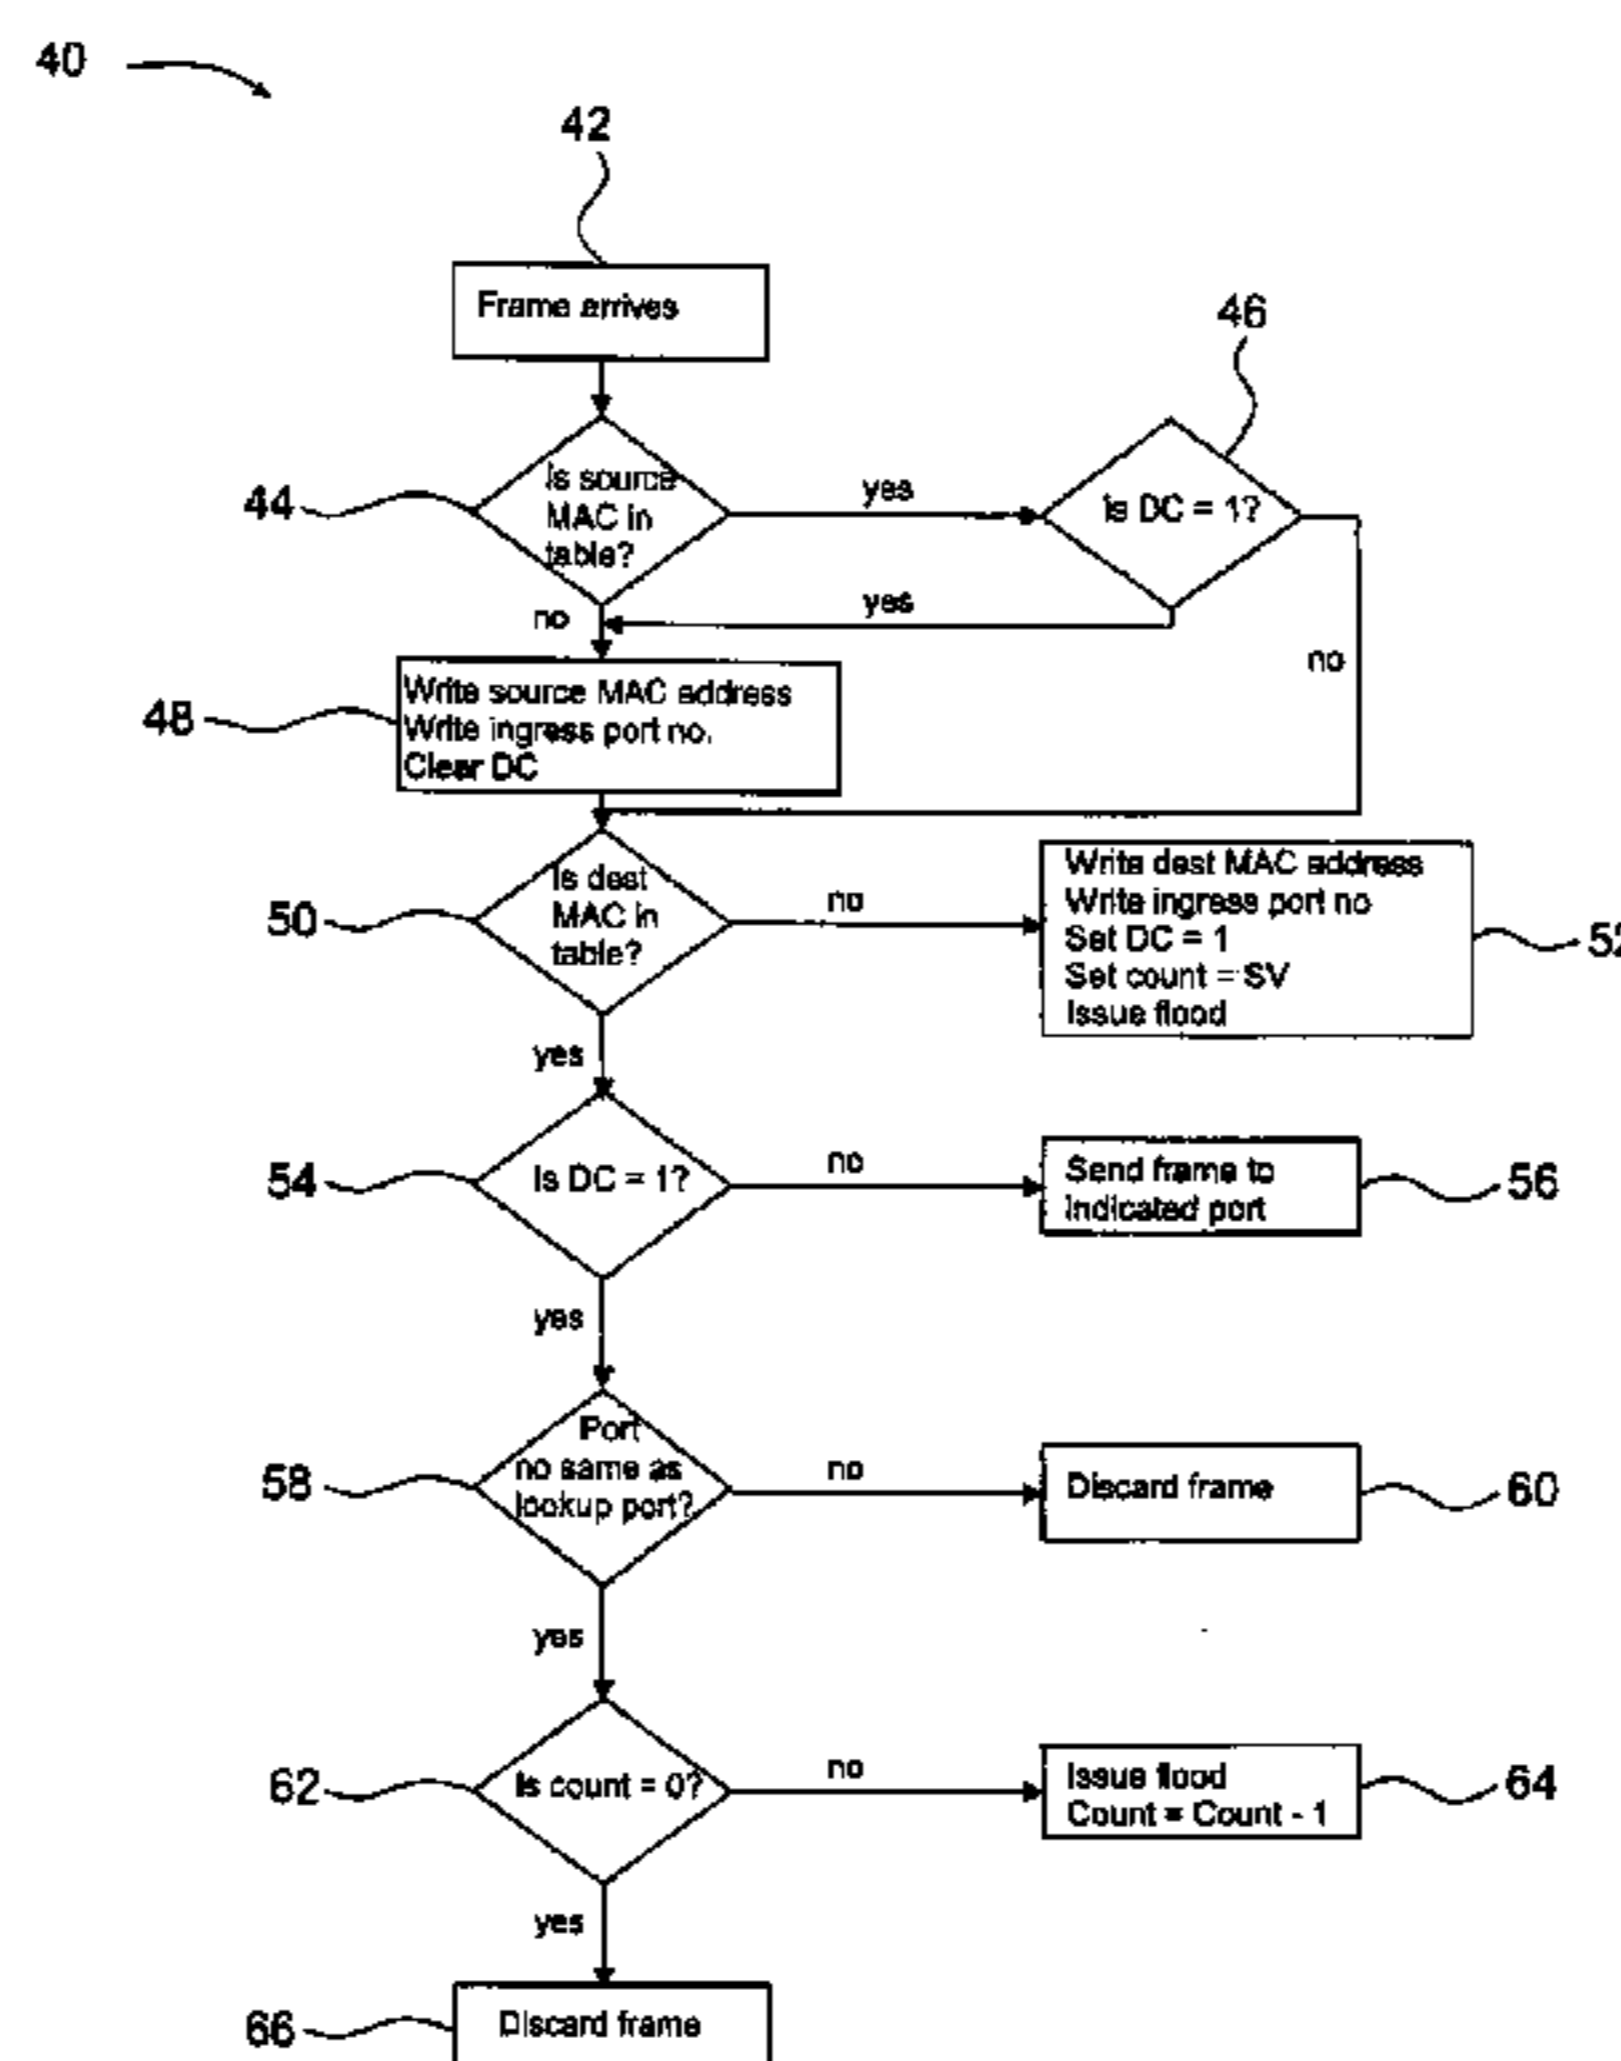 40
42
Frame arrives
46
44
Is source
MAC in
table?
yes
Is DC = 1?
no
yes
no
48
Write source MAC address
Write ingress port no.
Clear DC
50
Is dest
MAC in
table?
no
Write dest MAC address
Write ingress port no
Set DC = 1
Set count = SV
Issue flood
52
yes
54
Is DC = 1?
no
Send frame to
indicated port
56
yes
58
Port
no same as
lookup port?
no
Discard frame
60
yes
62
Is count = 0?
no
Issue flood
Count = Count - 1
64
yes
66
Discard frame